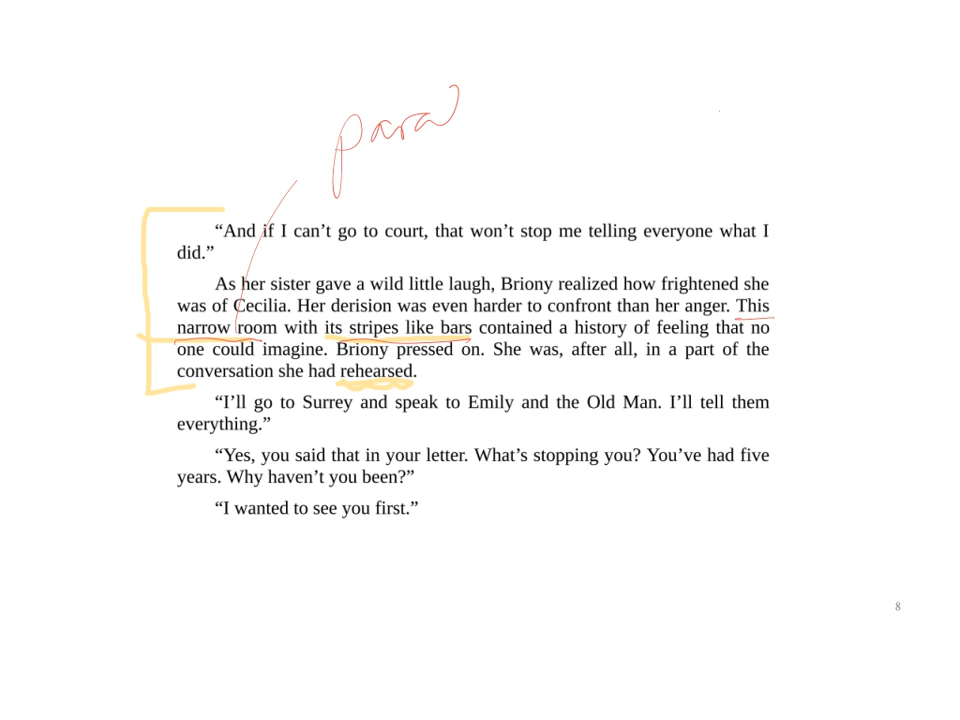 para
“And if I can’t go to court, that won’t stop me telling everyone what I
did.”
As her sister gave a wild little laugh, Briony realized how frightened she
was of Cecilia. Her derision was even harder to confront than her anger. This
narrow room with its stripes like bars contained a history of feeling that no
one could imagine. Briony pressed on. She was, after all, in a part of the
conversation she had rehearsed.
“I’ll go to Surrey and speak to Emily and the Old Man. I’ll tell them
everything.”
“Yes, you said that in your letter. What’s stopping you? You’ve had five
years. Why haven’t you been?”
“I wanted to see you first.”
8